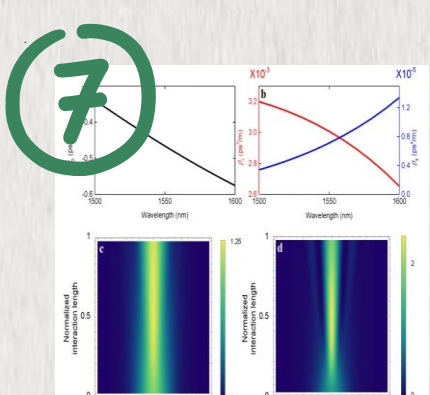 7
X10⁻³
X10⁻⁵
b
3.2
3.0
2.8
2.6
1.2
0.8
0.4
0.0
-0.4
-0.5
-0.6
1500
1550
1600
Wavelength (nm)
1500
1550
1600
Wavelength (nm)
c
1
0.5
0
Normalized
interaction length
1.25
d
1
0.5
0
Normalized
interaction length
2